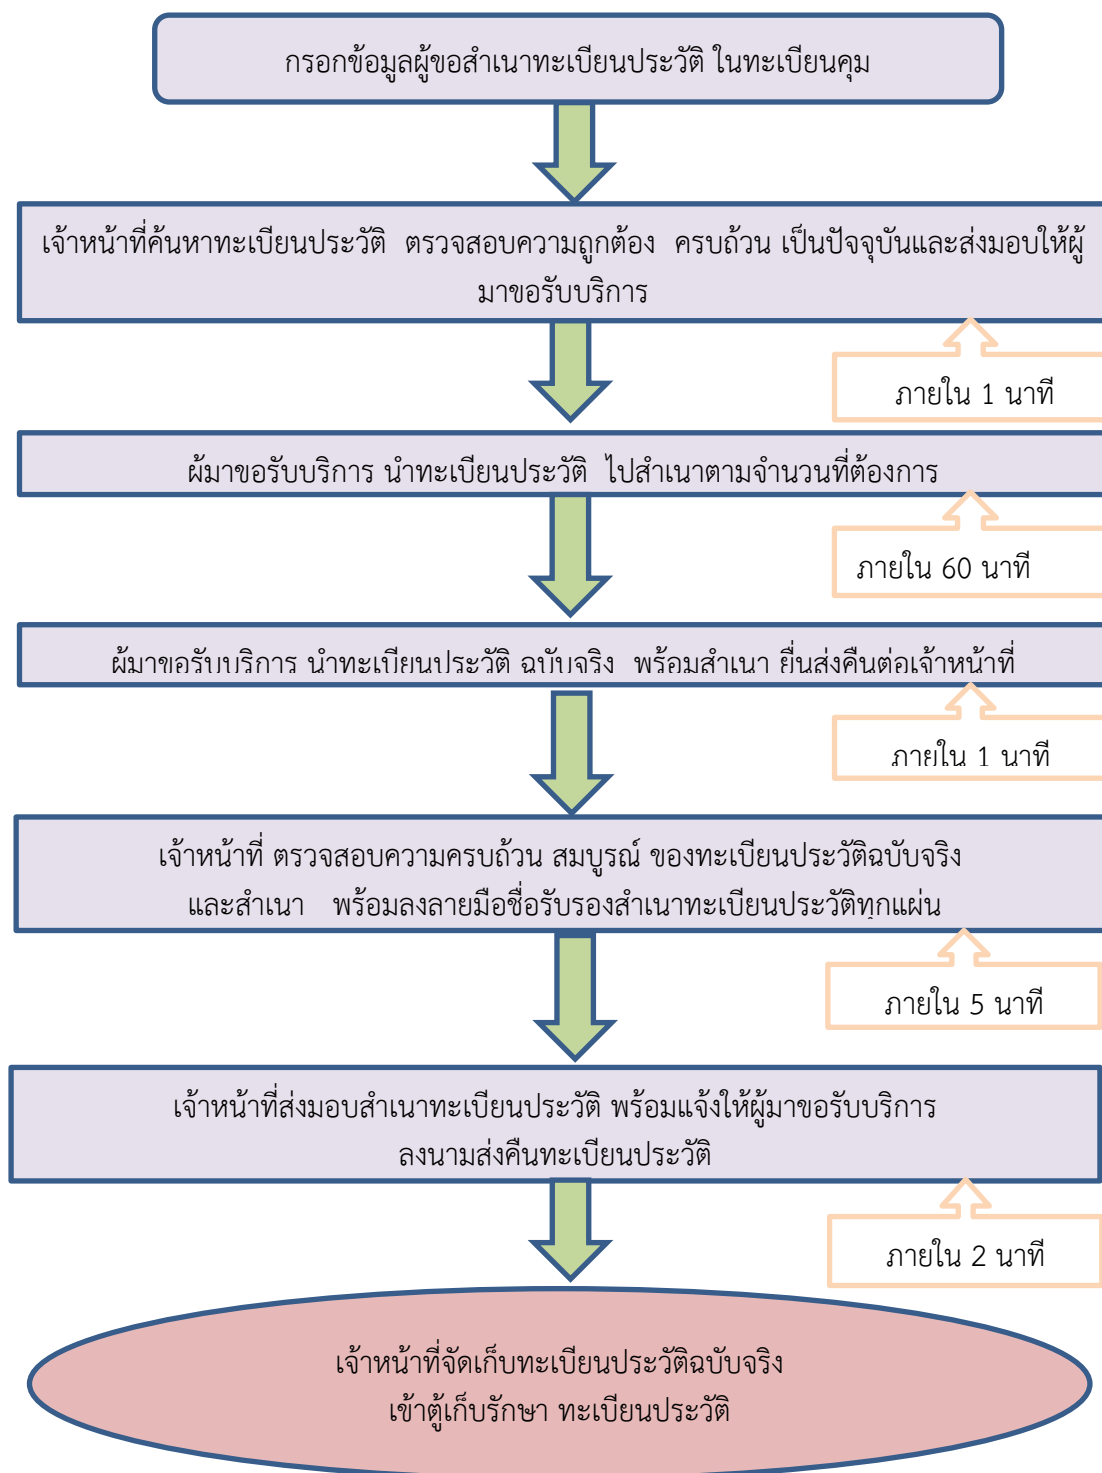 กรอกข้อมูลผู้ขอสำเนาทะเบียนประวัติ ในทะเบียนคุม
เจ้าหน้าที่ค้นหาทะเบียนประวัติ ตรวจสอบความถูกต้อง ครบถ้วน เป็นปัจจุบันและส่งมอบให้ผู้
มาขอรับบริการ
ภายใน 1 นาที
ผู้มาขอรับบริการ นำทะเบียนประวัติ ไปสำเนาตามจำนวนที่ต้องการ
ภายใน 60 นาที
ผู้มาขอรับบริการ นำทะเบียนประวัติ ฉบับจริง พร้อมสำเนา ยื่นส่งคืนต่อเจ้าหน้าที่
ภายใน 1 นาที
เจ้าหน้าที่ ตรวจสอบความครบถ้วน สมบูรณ์ ของทะเบียนประวัติฉบับจริง
และสำเนา พร้อมลงลายมือชื่อรับรองสำเนาทะเบียนประวัติทุกแผ่น
ภายใน 5 นาที
เจ้าหน้าที่ส่งมอบสำเนาทะเบียนประวัติ พร้อมแจ้งให้ผู้มาขอรับบริการ
ลงนามส่งคืนทะเบียนประวัติ
ภายใน 2 นาที
เจ้าหน้าที่จัดเก็บทะเบียนประวัติฉบับจริง
เข้าตู้เก็บรักษา ทะเบียนประวัติ